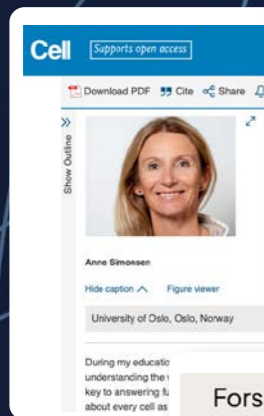 Cell Supports open access
Download PDF Cite Share
Show Outline
Anne Simonsen
Hide caption Figure viewer
University of Oslo, Oslo, Norway
During my educatio
understanding the
key to answering fu
about every cell as
Fors